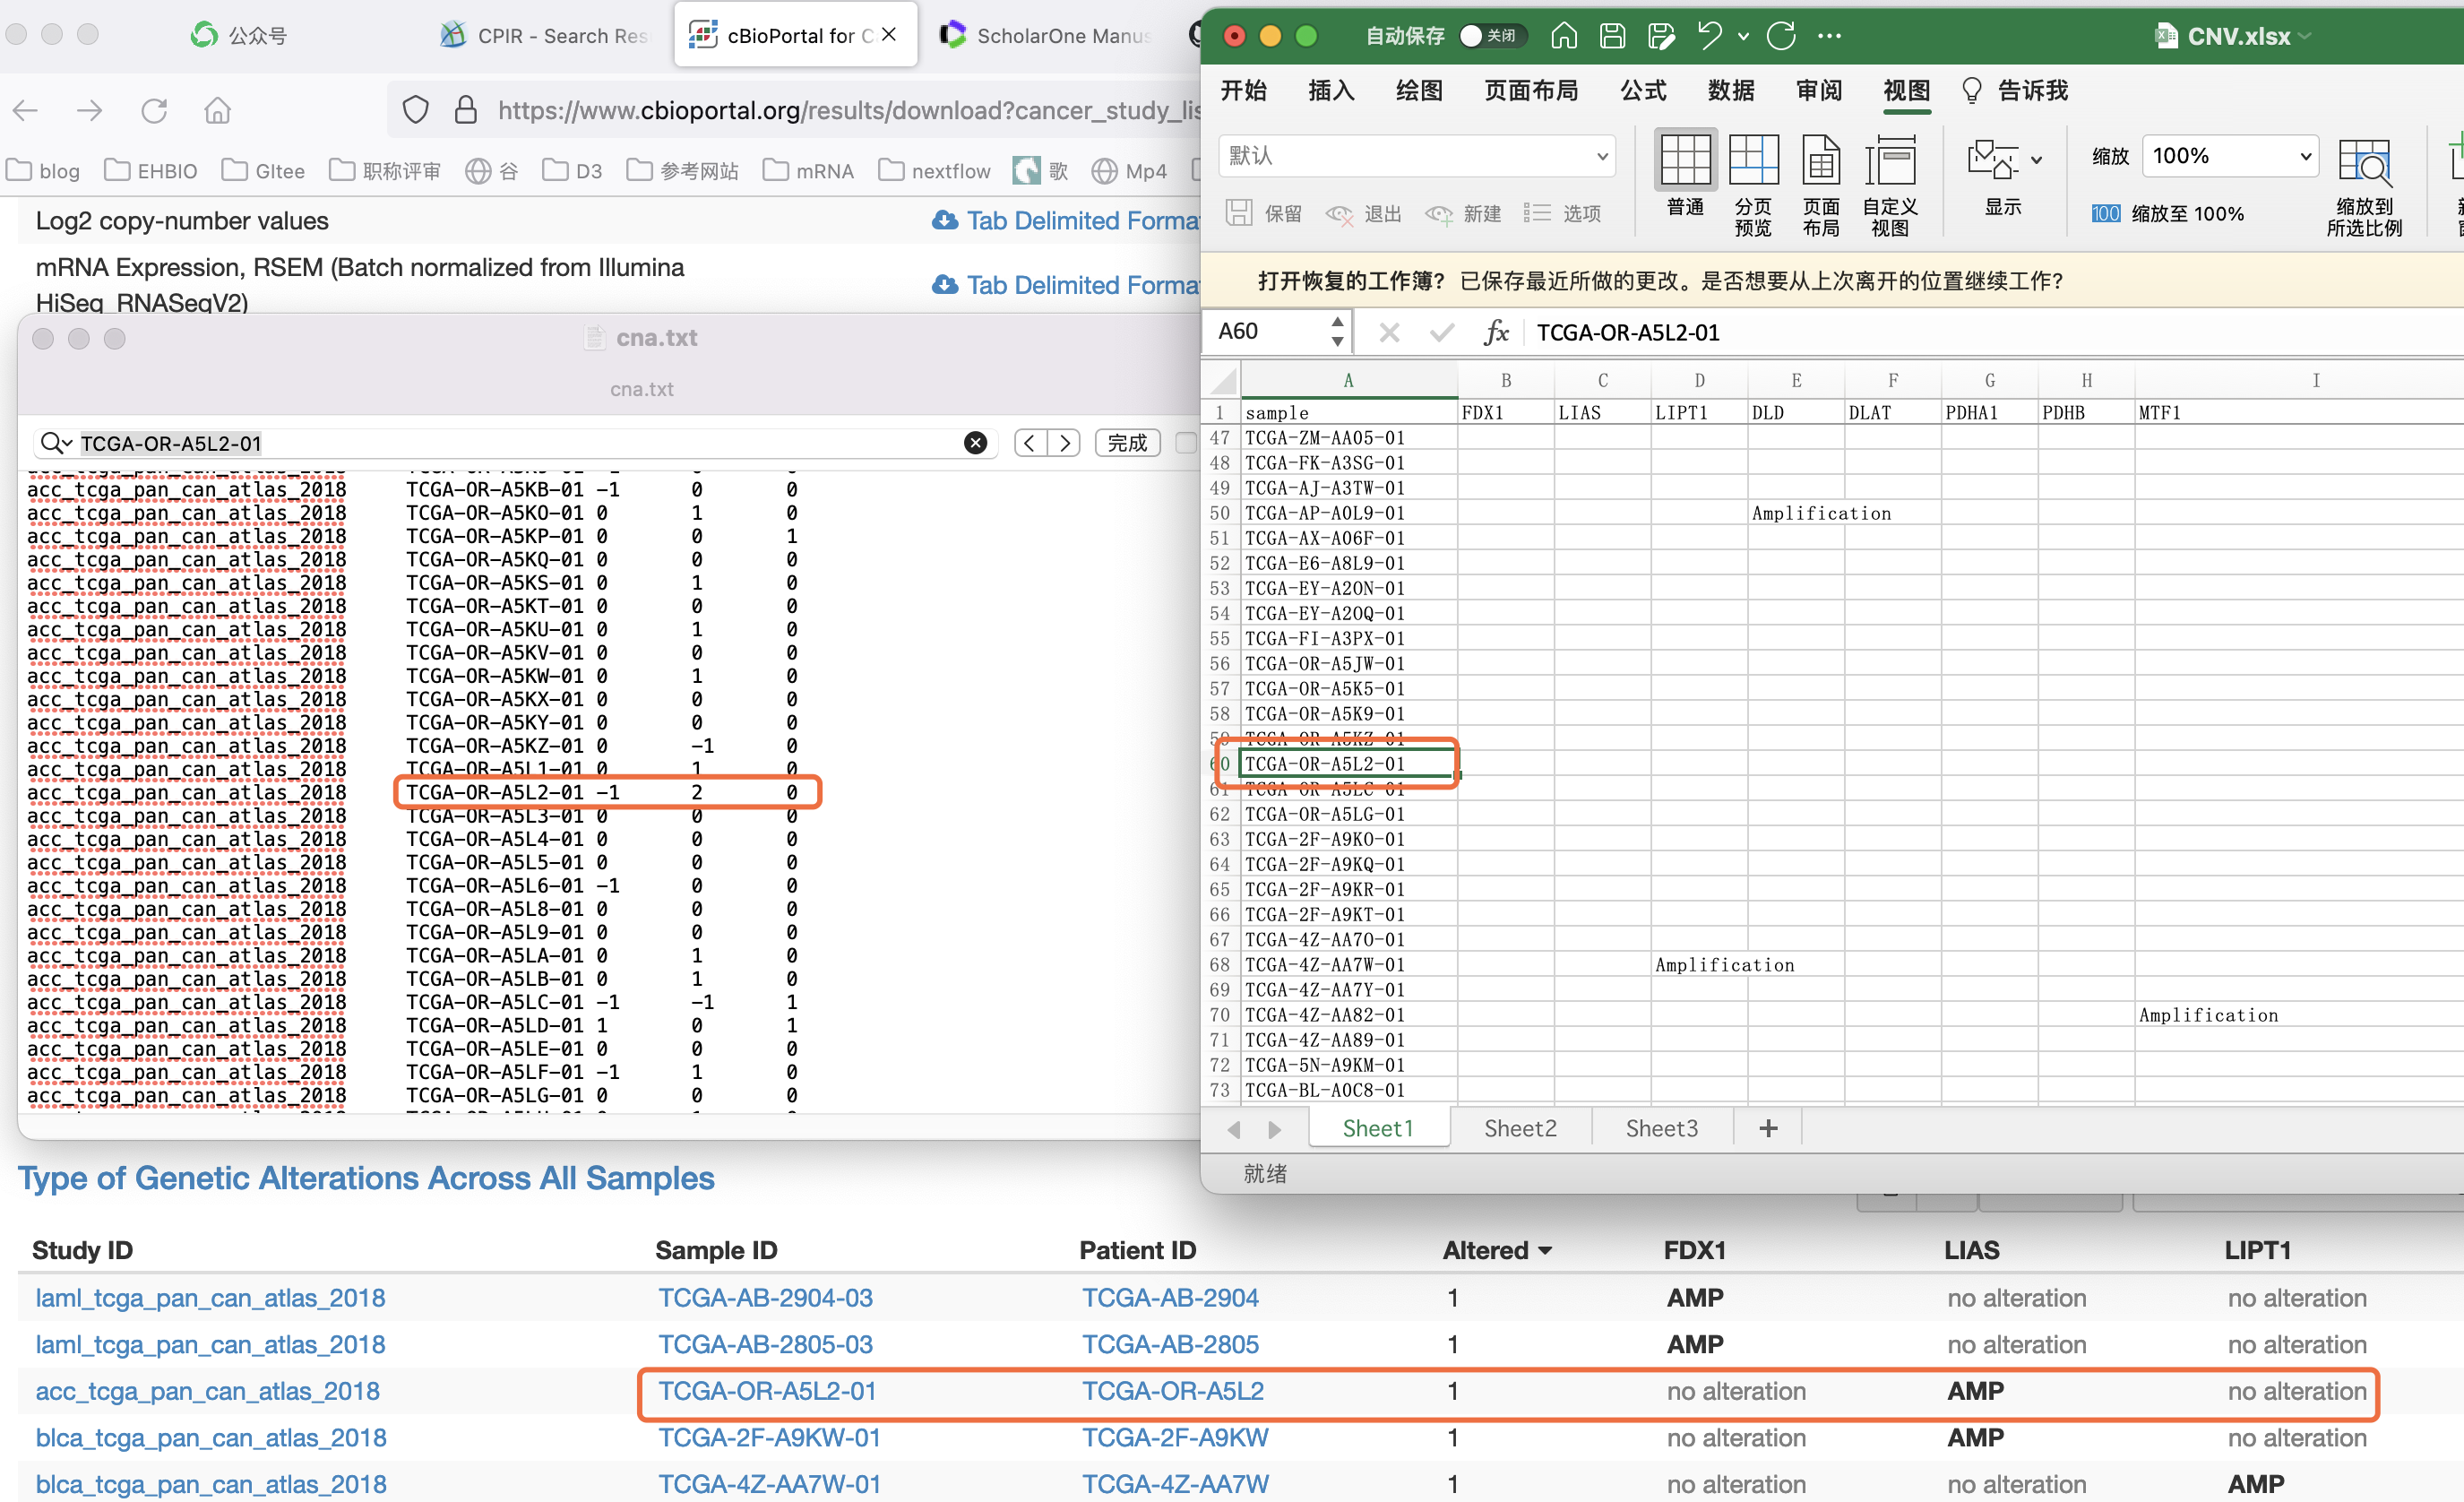 公众号
CPIR - Search Res
cBioPortal for C
ScholarOne Manus
https://www.cbioportal.org/results/download?cancer_study_lis
blog
EHBIO
GItee
职称评审
谷
D3
参考网站
mRNA
nextflow
歌
Mp4
Log2 copy-number values
Tab Delimited Forma
mRNA Expression, RSEM (Batch normalized from Illumina
HiSeq_RNASeqV2)
Tab Delimited Forma
cna.txt
cna.txt
TCGA-OR-A5L2-01
完成
acc_tcga_pan_can_atlas_2018 TCGA-OR-A5KB-01 -1 0 0
acc_tcga_pan_can_atlas_2018 TCGA-OR-A5KO-01 0 1 0
acc_tcga_pan_can_atlas_2018 TCGA-OR-A5KP-01 0 0 1
acc_tcga_pan_can_atlas_2018 TCGA-OR-A5KQ-01 0 0 0
acc_tcga_pan_can_atlas_2018 TCGA-OR-A5KS-01 0 1 0
acc_tcga_pan_can_atlas_2018 TCGA-OR-A5KT-01 0 0 0
acc_tcga_pan_can_atlas_2018 TCGA-OR-A5KU-01 0 1 0
acc_tcga_pan_can_atlas_2018 TCGA-OR-A5KV-01 0 0 0
acc_tcga_pan_can_atlas_2018 TCGA-OR-A5KW-01 0 1 0
acc_tcga_pan_can_atlas_2018 TCGA-OR-A5KX-01 0 0 0
acc_tcga_pan_can_atlas_2018 TCGA-OR-A5KY-01 0 0 0
acc_tcga_pan_can_atlas_2018 TCGA-OR-A5KZ-01 0 -1 0
acc_tcga_pan_can_atlas_2018 TCGA-OR-A5L1-01 0 1 0
acc_tcga_pan_can_atlas_2018 TCGA-OR-A5L2-01 -1 2 0
acc_tcga_pan_can_atlas_2018 TCGA-OR-A5L3-01 0 0 0
acc_tcga_pan_can_atlas_2018 TCGA-OR-A5L4-01 0 0 0
acc_tcga_pan_can_atlas_2018 TCGA-OR-A5L5-01 0 0 0
acc_tcga_pan_can_atlas_2018 TCGA-OR-A5L6-01 -1 0 0
acc_tcga_pan_can_atlas_2018 TCGA-OR-A5L8-01 0 0 0
acc_tcga_pan_can_atlas_2018 TCGA-OR-A5L9-01 0 0 0
acc_tcga_pan_can_atlas_2018 TCGA-OR-A5LA-01 0 1 0
acc_tcga_pan_can_atlas_2018 TCGA-OR-A5LB-01 0 1 0
acc_tcga_pan_can_atlas_2018 TCGA-OR-A5LC-01 -1 -1 1
acc_tcga_pan_can_atlas_2018 TCGA-OR-A5LD-01 1 0 1
acc_tcga_pan_can_atlas_2018 TCGA-OR-A5LE-01 0 0 0
acc_tcga_pan_can_atlas_2018 TCGA-OR-A5LF-01 -1 1 0
acc_tcga_pan_can_atlas_2018 TCGA-OR-A5LG-01 0 0 0
自动保存 关闭
CNV.xlsx
开始 插入 绘图 页面布局 公式 数据 审阅 视图 告诉我
默认
保留 退出 新建 选项
普通
分页
预览
页面
布局
自定义
视图
显示
缩放 100%
100 缩放至 100%
缩放到
所选比例
打开恢复的工作簿? 已保存最近所做的更改。是否想要从上次离开的位置继续工作?
A60 fx TCGA-OR-A5L2-01
A B C D E F G H I
1 sample FDX1 LIAS LIPT1 DLD DLAT PDHA1 PDHB MTF1
47 TCGA-ZM-AA05-01
48 TCGA-FK-A3SG-01
49 TCGA-AJ-A3TW-01
50 TCGA-AP-A0L9-01 Amplification
51 TCGA-AX-A06F-01
52 TCGA-E6-A8L9-01
53 TCGA-EY-A2ON-01
54 TCGA-EY-A2OQ-01
55 TCGA-FI-A3PX-01
56 TCGA-OR-A5JW-01
57 TCGA-OR-A5K5-01
58 TCGA-OR-A5K9-01
59 TCGA-OR-A5KZ-01
60 TCGA-OR-A5L2-01
61 TCGA-OR-A5LC-01
62 TCGA-OR-A5LG-01
63 TCGA-2F-A9KO-01
64 TCGA-2F-A9KQ-01
65 TCGA-2F-A9KR-01
66 TCGA-2F-A9KT-01
67 TCGA-4Z-AA7O-01
68 TCGA-4Z-AA7W-01 Amplification
69 TCGA-4Z-AA7Y-01
70 TCGA-4Z-AA82-01 Amplification
71 TCGA-4Z-AA89-01
72 TCGA-5N-A9KM-01
73 TCGA-BL-A0C8-01
Sheet1 Sheet2 Sheet3 +
就绪
Type of Genetic Alterations Across All Samples
Study ID Sample ID Patient ID Altered FDX1 LIAS LIPT1
laml_tcga_pan_can_atlas_2018 TCGA-AB-2904-03 TCGA-AB-2904 1 AMP no alteration no alteration
laml_tcga_pan_can_atlas_2018 TCGA-AB-2805-03 TCGA-AB-2805 1 AMP no alteration no alteration
acc_tcga_pan_can_atlas_2018 TCGA-OR-A5L2-01 TCGA-OR-A5L2 1 no alteration AMP no alteration
blca_tcga_pan_can_atlas_2018 TCGA-2F-A9KW-01 TCGA-2F-A9KW 1 no alteration AMP no alteration
blca_tcga_pan_can_atlas_2018 TCGA-4Z-AA7W-01 TCGA-4Z-AA7W 1 no alteration no alteration AMP